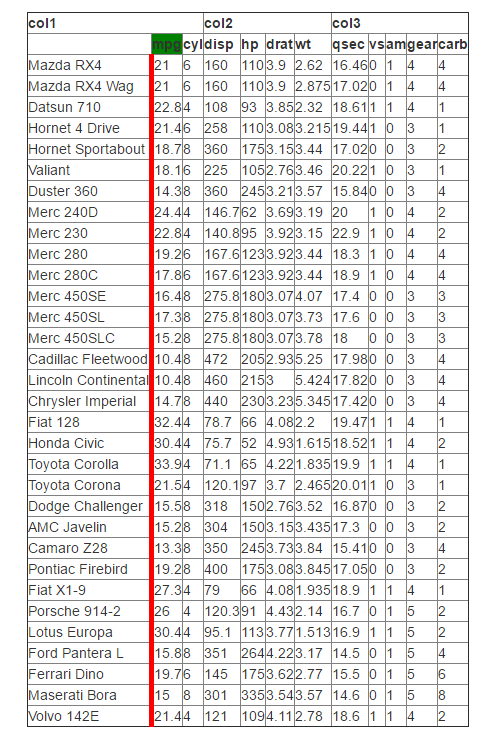 col1 col2 col3
mpg cyl disp hp drat wt qsec vs am gear carb
Mazda RX4 21 6 160 110 3.9 2.62 16.46 0 1 4 4
Mazda RX4 Wag 21 6 160 110 3.9 2.875 17.02 0 1 4 4
Datsun 710 22.8 4 108 93 3.85 2.32 18.61 1 1 4 1
Hornet 4 Drive 21.4 6 258 110 3.08 3.215 19.44 1 0 3 1
Hornet Sportabout 18.7 8 360 175 3.15 3.44 17.02 0 0 3 2
Valiant 18.1 6 225 105 2.76 3.46 20.22 1 0 3 1
Duster 360 14.3 8 360 245 3.21 3.57 15.84 0 0 3 4
Merc 240D 24.4 4 146.7 62 3.69 3.19 20 1 0 4 2
Merc 230 22.8 4 140.8 95 3.92 3.15 22.9 1 0 4 2
Merc 280 19.2 6 167.6 123 3.92 3.44 18.3 1 0 4 4
Merc 280C 17.8 6 167.6 123 3.92 3.44 18.9 1 0 4 4
Merc 450SE 16.4 8 275.8 180 3.07 4.07 17.4 0 0 3 3
Merc 450SL 17.3 8 275.8 180 3.07 3.73 17.6 0 0 3 3
Merc 450SLC 15.2 8 275.8 180 3.07 3.78 18 0 0 3 3
Cadillac Fleetwood 10.4 8 472 205 2.93 5.25 17.98 0 0 3 4
Lincoln Continental 10.4 8 460 215 3 5.424 17.82 0 0 3 4
Chrysler Imperial 14.7 8 440 230 3.23 5.345 17.42 0 0 3 4
Fiat 128 32.4 4 78.7 66 4.08 2.2 19.47 1 1 4 1
Honda Civic 30.4 4 75.7 52 4.93 1.615 18.52 1 1 4 2
Toyota Corolla 33.9 4 71.1 65 4.22 1.835 19.9 1 1 4 1
Toyota Corona 21.5 4 120.1 97 3.7 2.465 20.01 1 0 3 1
Dodge Challenger 15.5 8 318 150 2.76 3.52 16.87 0 0 3 2
AMC Javelin 15.2 8 304 150 3.15 3.435 17.3 0 0 3 2
Camaro Z28 13.3 8 350 245 3.73 3.84 15.41 0 0 3 4
Pontiac Firebird 19.2 8 400 175 3.08 3.845 17.05 0 0 3 2
Fiat X1-9 27.3 4 79 66 4.08 1.935 18.9 1 1 4 1
Porsche 914-2 26 4 120.3 91 4.43 2.14 16.7 0 1 5 2
Lotus Europa 30.4 4 95.1 113 3.77 1.513 16.9 1 1 5 2
Ford Pantera L 15.8 8 351 264 4.22 3.17 14.5 0 1 5 4
Ferrari Dino 19.7 6 145 175 3.62 2.77 15.5 0 1 5 6
Maserati Bora 15 8 301 335 3.54 3.57 14.6 0 1 5 8
Volvo 142E 21.4 4 121 109 4.11 2.78 18.6 1 1 4 2